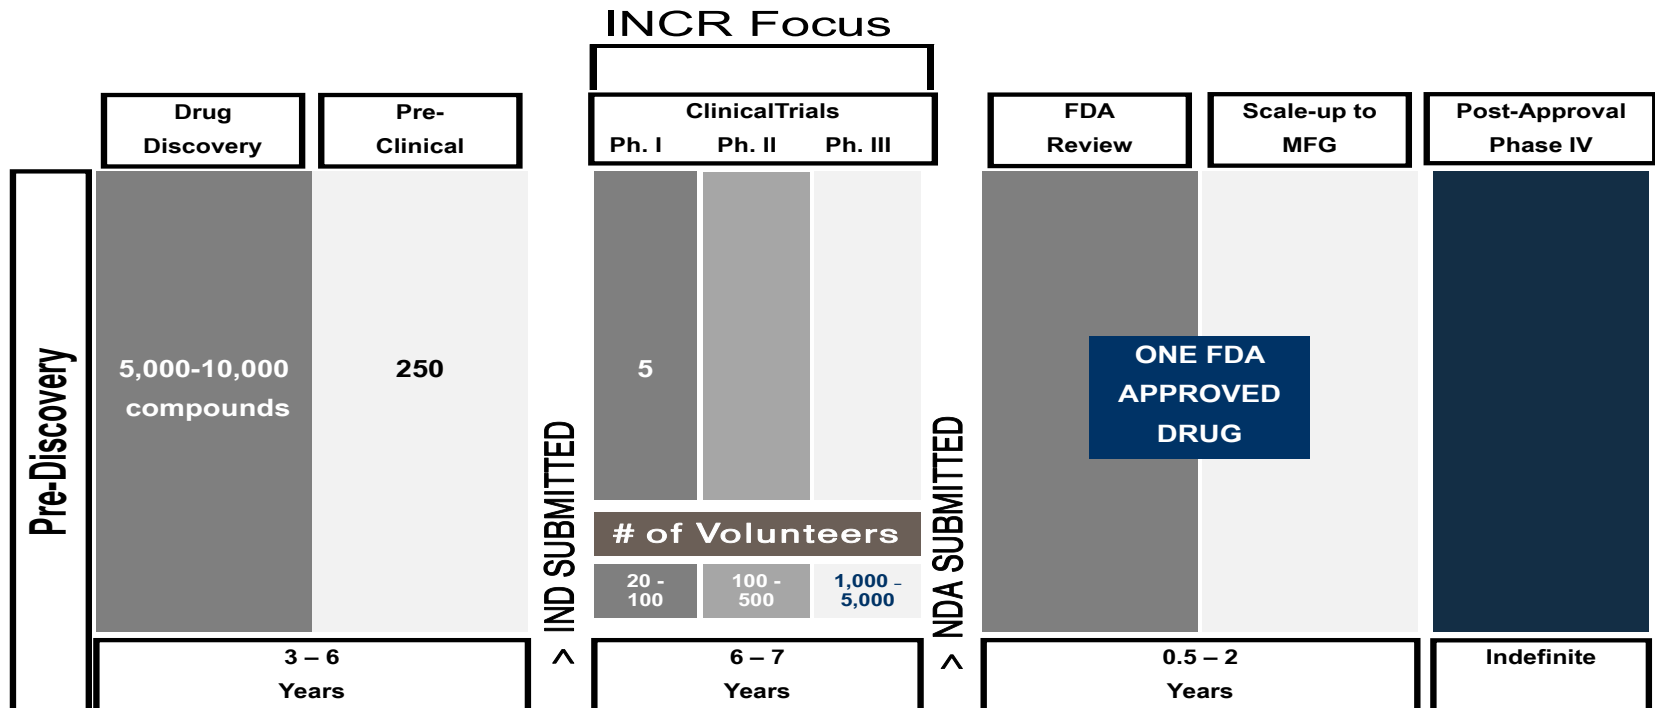 INCR Focus
Drug
Discovery
Pre-
Clinical
ClinicalTrials
Ph. I Ph. II Ph. III
FDA
Review
Scale-up to
MFG
Post-Approval
Phase IV
Pre-Discovery
5,000-10,000
compounds
250
5
ONE FDA
APPROVED
DRUG
> IND SUBMITTED
# of Volunteers
20 -
100
100 -
500
1,000 –
5,000
> NDA SUBMITTED
3 – 6
Years
6 – 7
Years
0.5 – 2
Years
Indefinite